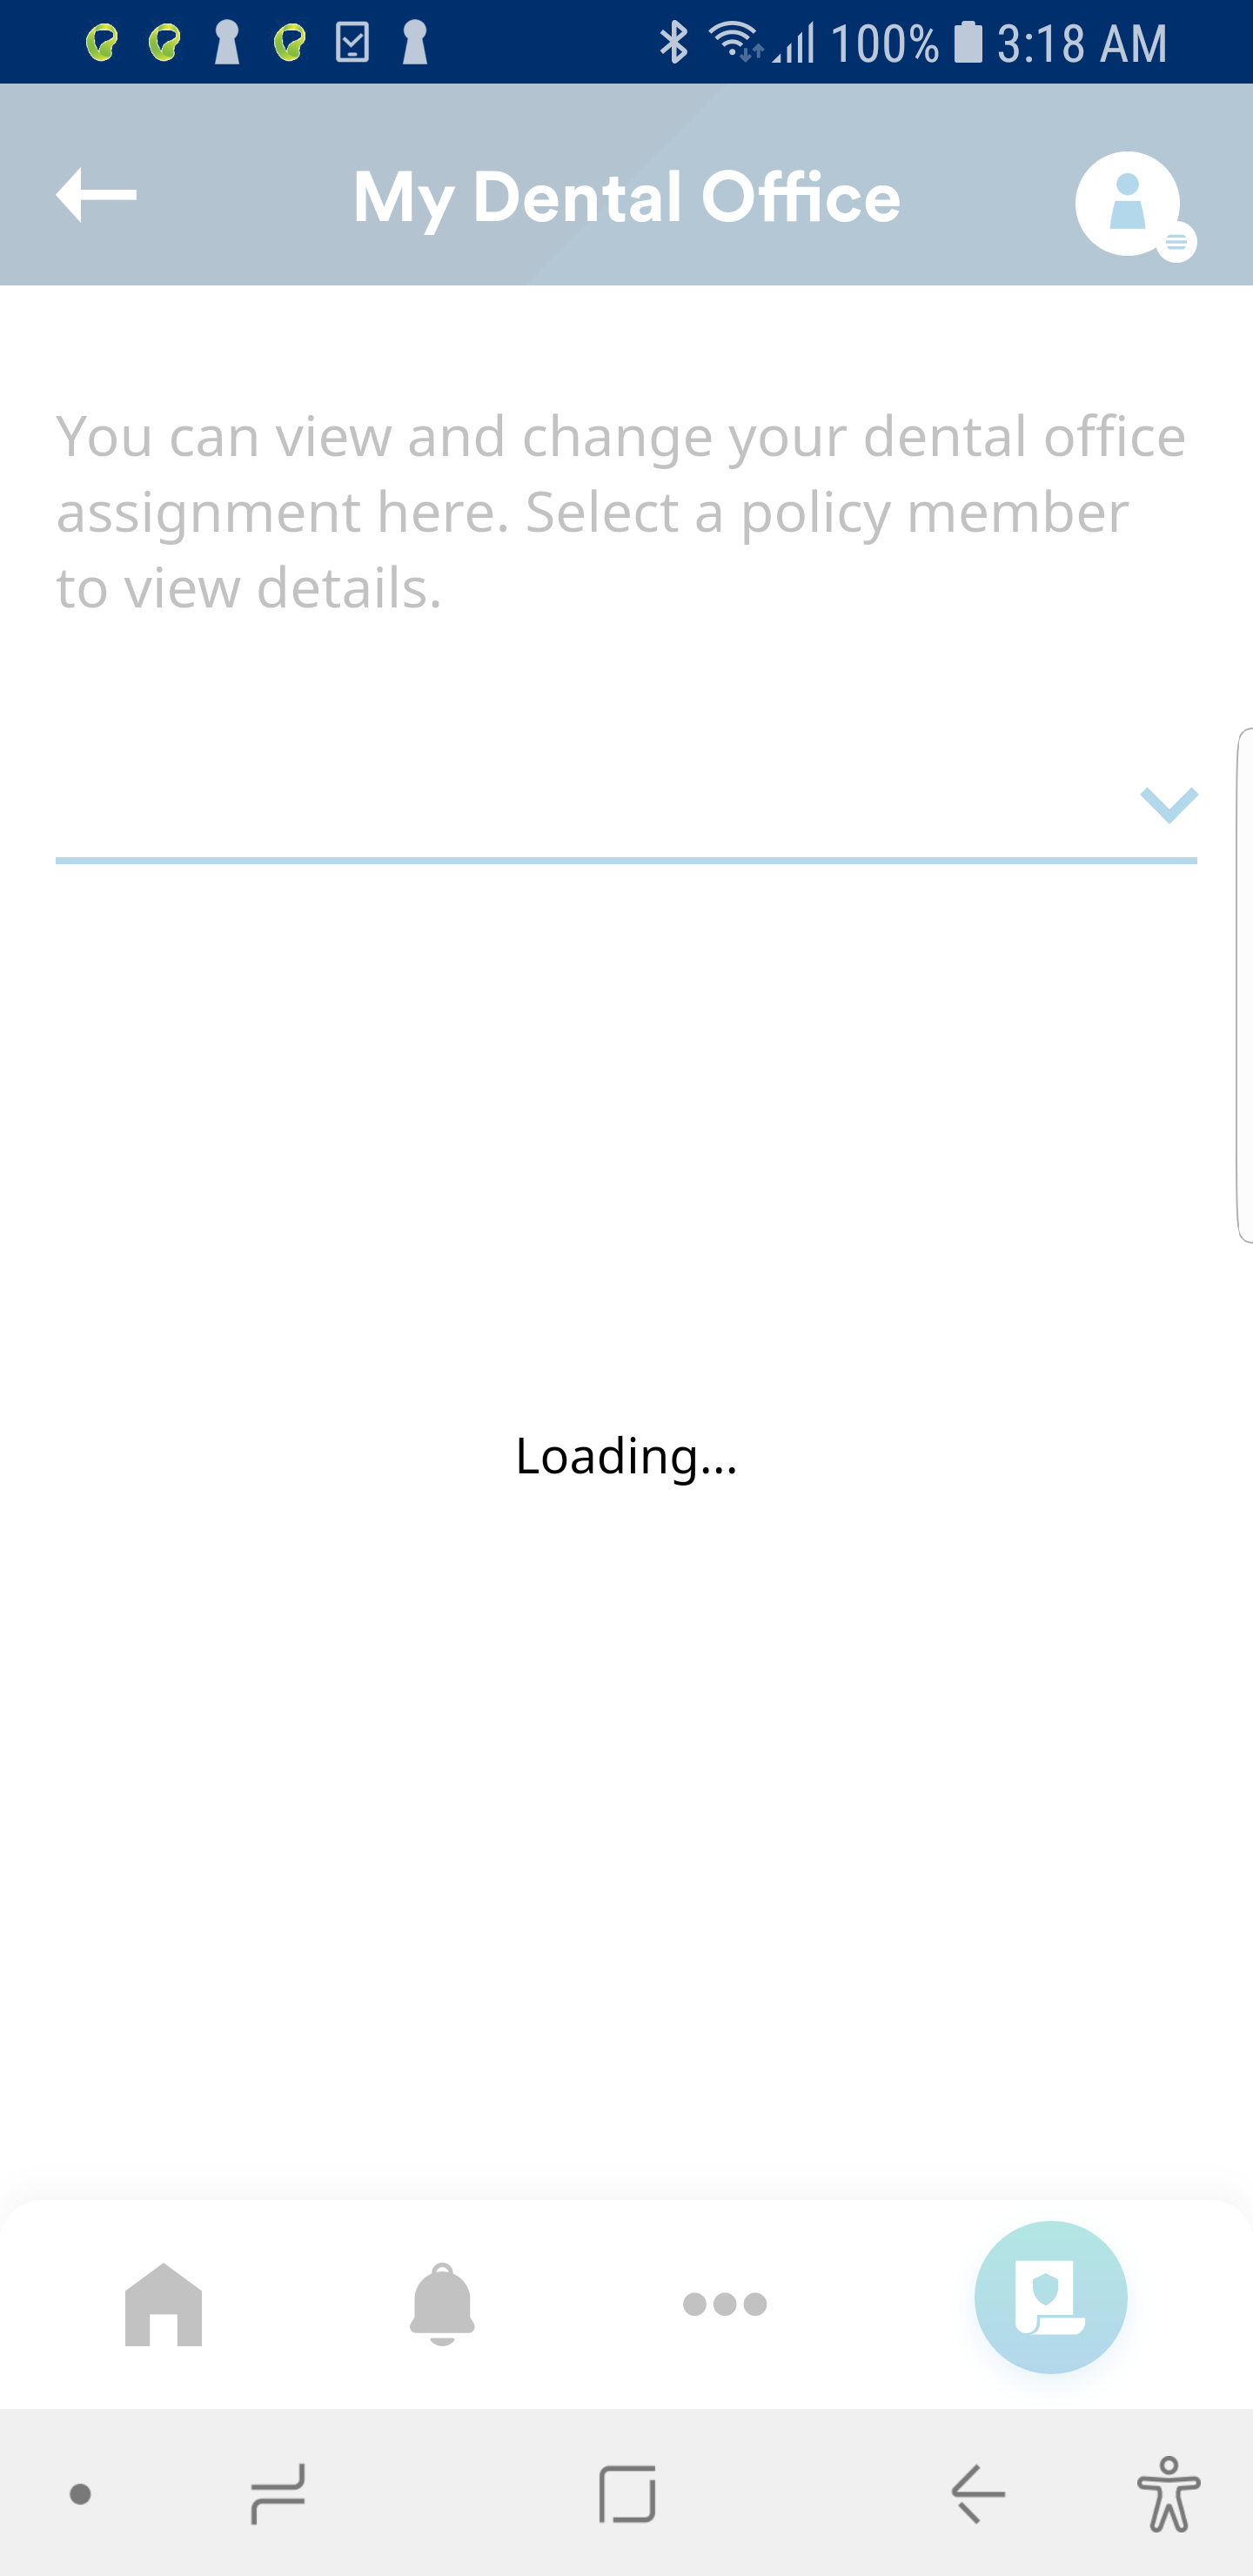 100% 3:18 AM
My Dental Office
You can view and change your dental office
assignment here. Select a policy member
to view details.
Loading...